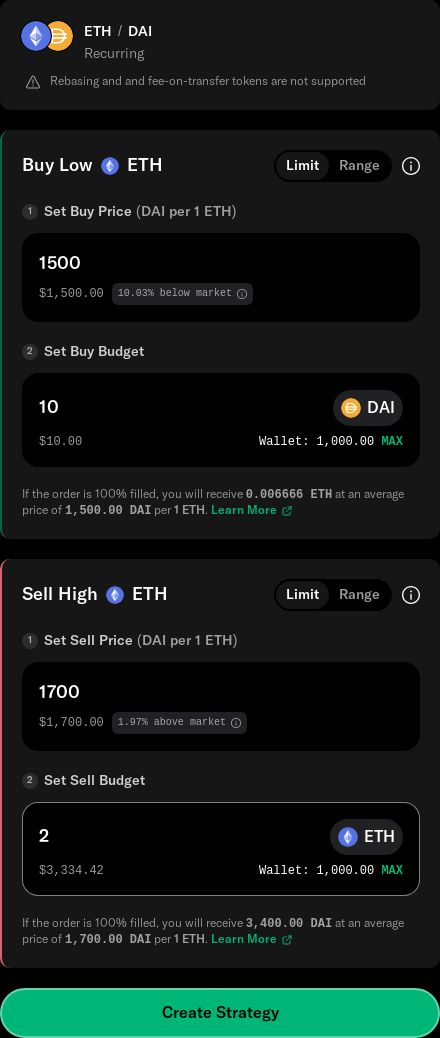 ETH / DAI
Recurring
Rebasing and and fee-on-transfer tokens are not supported
Buy Low ETH Limit Range
1 Set Buy Price (DAI per 1 ETH)
1500
$1,500.00 10.03% below market
2 Set Buy Budget
10 DAI
$10.00 Wallet: 1,000.00 MAX
If the order is 100% filled, you will receive 0.006666 ETH at an average
price of 1,500.00 DAI per 1 ETH. Learn More
Sell High ETH Limit Range
1 Set Sell Price (DAI per 1 ETH)
1700
$1,700.00 1.97% above market
2 Set Sell Budget
2 ETH
$3,334.42 Wallet: 1,000.00 MAX
If the order is 100% filled, you will receive 3,400.00 DAI at an average
price of 1,700.00 DAI per 1 ETH. Learn More
Create Strategy